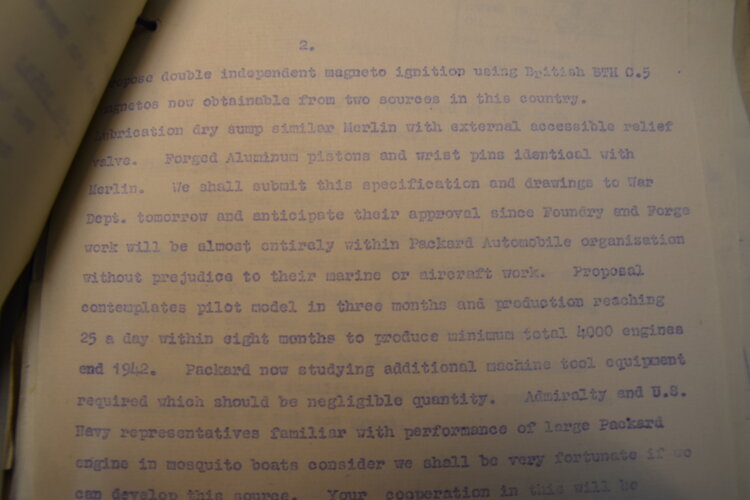 2.
propose double independent magneto ignition using British BTH C.5
magnetos now obtainable from two sources in this country.
Lubrication dry sump similar Merlin with external accessible relief
valve. Forged Aluminum pistons and wrist pins identical with
Merlin. We shall submit this specification and drawings to War
Dept. tomorrow and anticipate their approval since Foundry and Forge
work will be almost entirely within Packard Automobile organization
without prejudice to their marine or aircraft work. Proposal
contemplates pilot model in three months and production reaching
25 a day within eight months to produce minimum total 4000 engines
end 1942. Packard now studying additional machine tool equipment
required which should be negligible quantity. Admiralty and U.S.
Navy representatives familiar with performance of large Packard
engine in mosquito boats consider we shall be very fortunate if we
can develop this source. Your cooperation in this will be